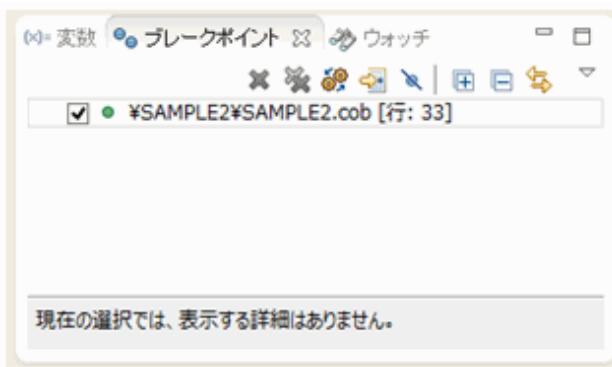 (x)= 変数 ブレークポイント ウォッチ
¥SAMPLE2¥SAMPLE2.cob [行: 33]
現在の選択では、表示する詳細はありません。